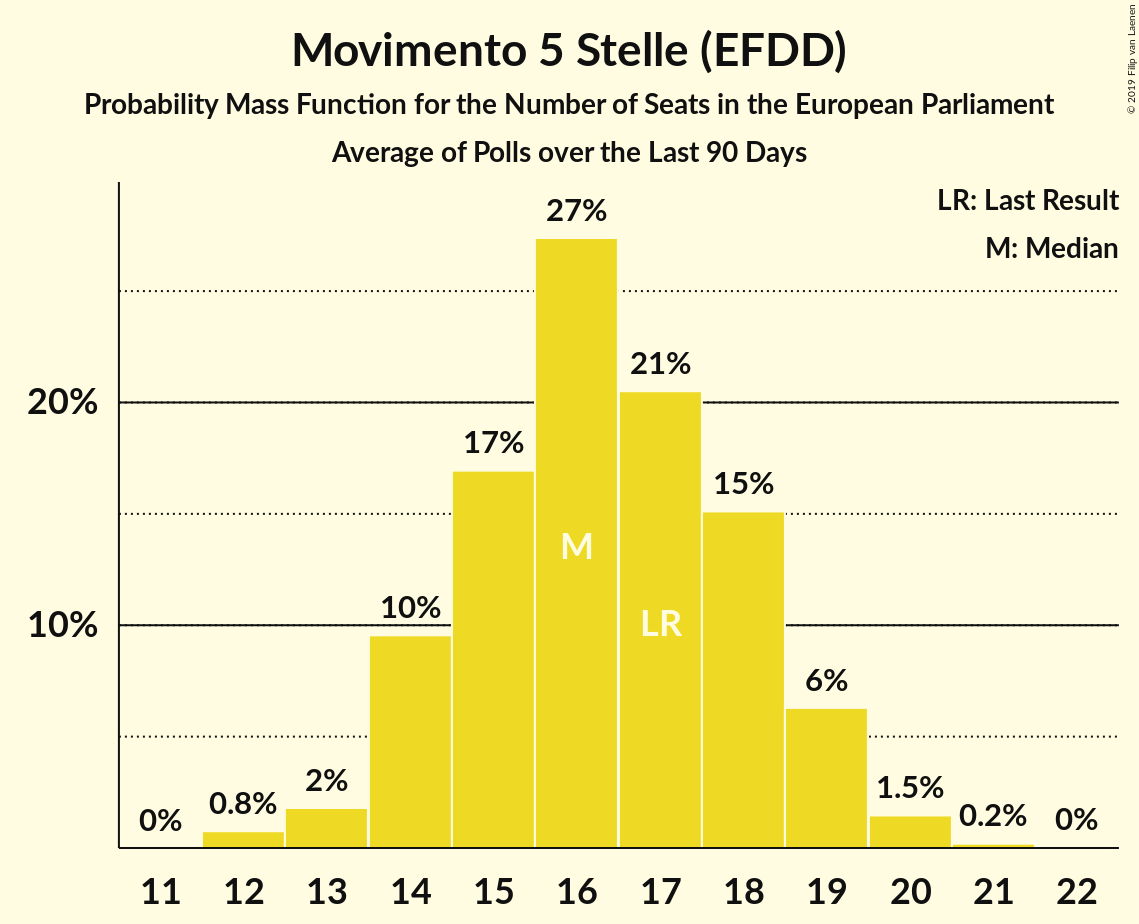 Movimento 5 Stelle (EFDD)
Probability Mass Function for the Number of Seats in the European Parliament
Average of Polls over the Last 90 Days
© 2019 Filip van Laenen
LR: Last Result
M: Median
27%
21%
20%
17%
15%
M
10%
10%
LR
6%
2%
1.5%
0.8%
0.2%
0%
0%
11 12 13 14 15 16 17 18 19 20 21 22